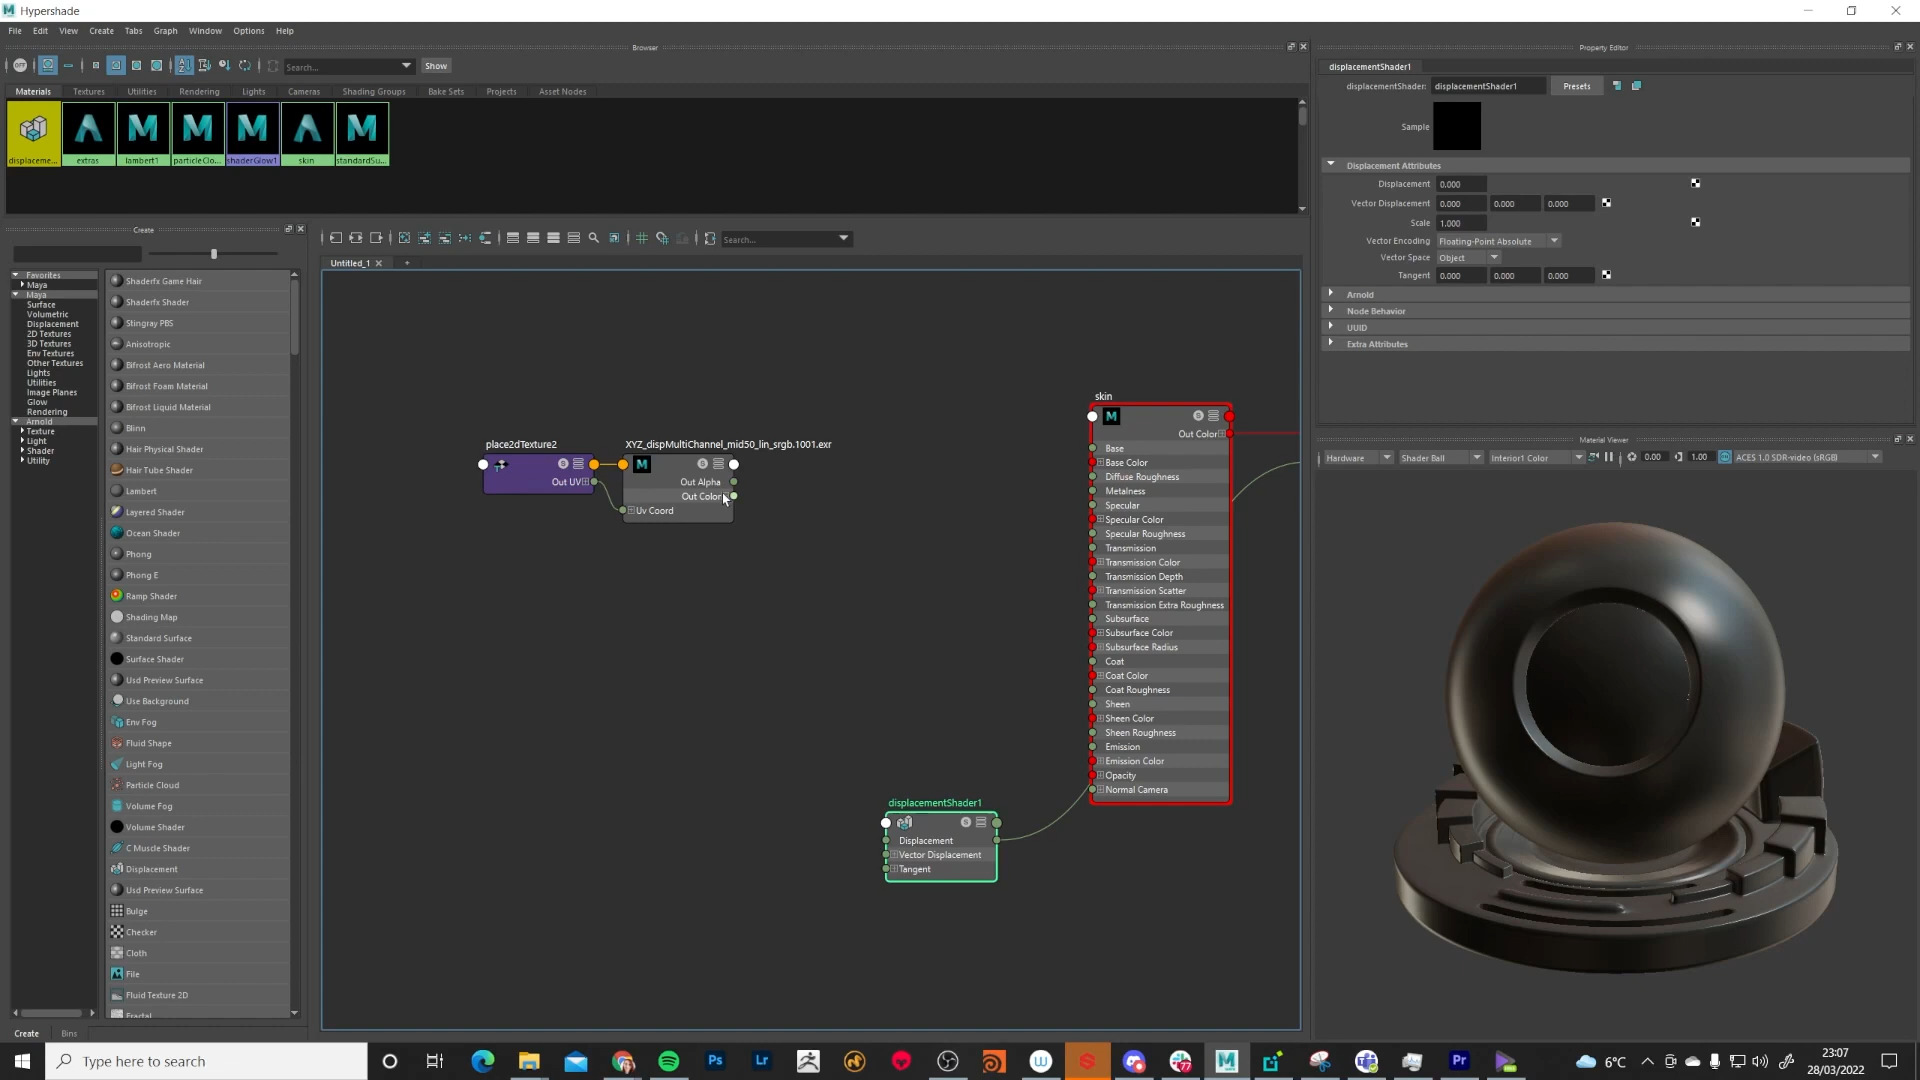 Hypershade
File Edit View Create Tabs Graph Window Options Help
Browser
OFF
Search...
Show
Materials Textures Utilities Rendering Lights Cameras Shading Groups Bake Sets Projects Asset Nodes
displaceme... extras lambert1 particleClo... shaderGlow1 skin standardSu...
Create
Search...
Untitled_1
+
Favorites
Maya
Maya
Surface
Volumetric
Displacement
2D Textures
3D Textures
Env Textures
Other Textures
Lights
Utilities
Image Planes
Glow
Rendering
Arnold
Texture
Light
Shader
Utility
Shaderfx Game Hair
Shaderfx Shader
Stingray PBS
Anisotropic
Bifrost Aero Material
Bifrost Foam Material
Bifrost Liquid Material
Blinn
Hair Physical Shader
Hair Tube Shader
Lambert
Layered Shader
Ocean Shader
Phong
Phong E
Ramp Shader
Shading Map
Standard Surface
Surface Shader
Usd Preview Surface
Use Background
Env Fog
Fluid Shape
Light Fog
Particle Cloud
Volume Fog
Volume Shader
C Muscle Shader
Displacement
Usd Preview Surface
Bulge
Checker
Cloth
File
Fluid Texture 2D
Fractal
Create Bins
place2dTexture2
Out UV
XYZ_dispMultiChannel_mid50_lin_srgb.1001.exr
Out Alpha
Out Color
Uv Coord
skin
Out Color
Base
Base Color
Diffuse Roughness
Metalness
Specular
Specular Color
Specular Roughness
Transmission
Transmission Color
Transmission Depth
Transmission Scatter
Transmission Extra Roughness
Subsurface
Subsurface Color
Subsurface Radius
Coat
Coat Color
Coat Roughness
Sheen
Sheen Color
Sheen Roughness
Emission
Emission Color
Opacity
Normal Camera
displacementShader1
Displacement
Vector Displacement
Tangent
Property Editor
displacementShader1
displacementShader: displacementShader1 Presets
Sample
Displacement Attributes
Displacement 0.000
Vector Displacement 0.000 0.000 0.000
Scale 1.000
Vector Encoding Floating-Point Absolute
Vector Space Object
Tangent 0.000 0.000 0.000
Arnold
Node Behavior
UUID
Extra Attributes
Material Viewer
Hardware Shader Ball Interior1 Color 0.00 1.00 ACES 1.0 SDR-video (sRGB)
Type here to search
Ps
Lr
77
Pr
6°C
23:07
28/03/2022